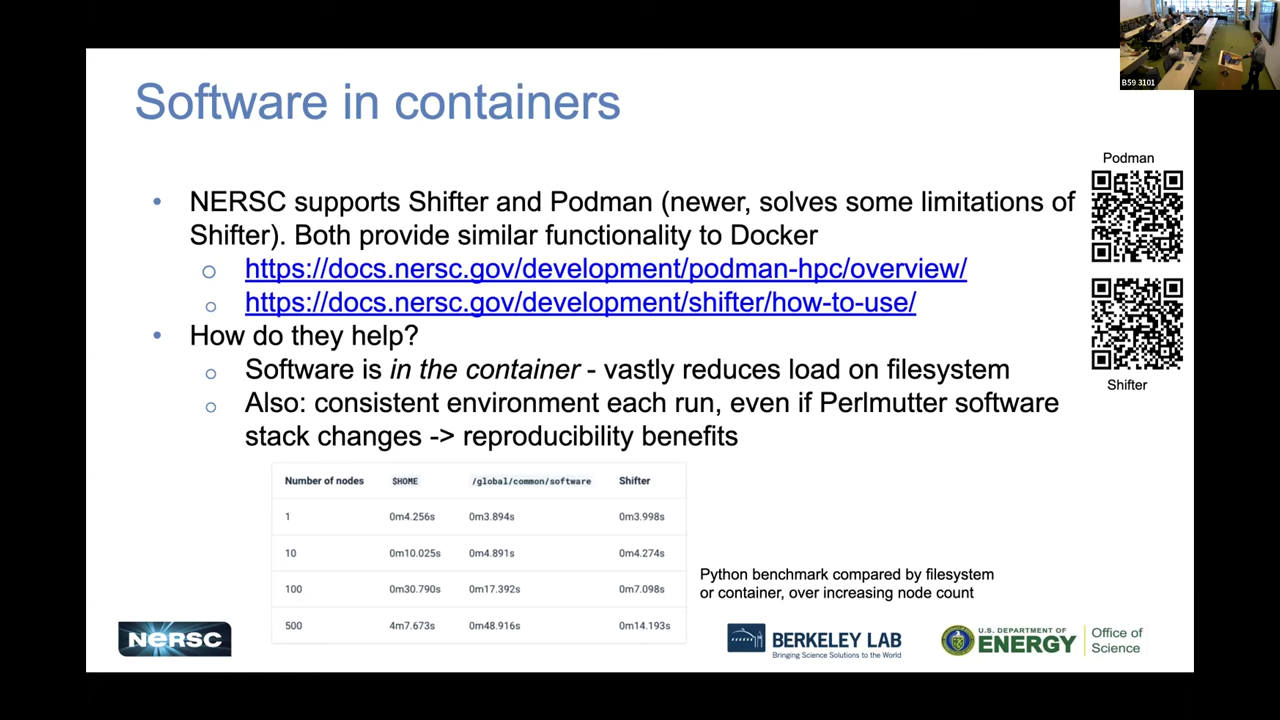 B59 3101
Software in containers
Podman
• NERSC supports Shifter and Podman (newer, solves some limitations of
Shifter). Both provide similar functionality to Docker
https://docs.nersc.gov/development/podman-hpc/overview/
https://docs.nersc.gov/development/shifter/how-to-use/
• How do they help?
Software is in the container - vastly reduces load on filesystem
Shifter
Also: consistent environment each run, even if Perlmutter software
stack changes -> reproducibility benefits
Number of nodes $HOME /global/common/software Shifter
1 0m4.256s 0m3.894s 0m3.998s
10 0m10.025s 0m4.891s 0m4.274s
100 0m30.790s 0m17.392s 0m7.098s
500 4m7.673s 0m48.916s 0m14.193s
Python benchmark compared by filesystem
or container, over increasing node count
NERSC
BERKELEY LAB
Bringing Science Solutions to the World
U.S. DEPARTMENT OF
ENERGY
Office of
Science